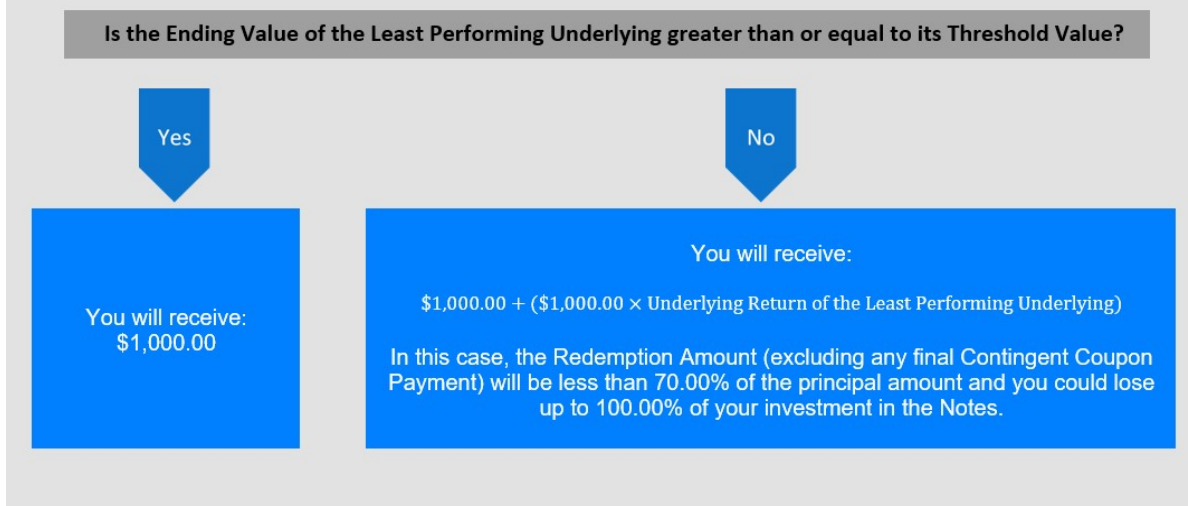 Is the Ending Value of the Least Performing Underlying greater than or equal to its Threshold Value?
Yes
No
You will receive:
$1,000.00
You will receive:
$1,000.00 + ($1,000.00 × Underlying Return of the Least Performing Underlying)
In this case, the Redemption Amount (excluding any final Contingent Coupon
Payment) will be less than 70.00% of the principal amount and you could lose
up to 100.00% of your investment in the Notes.